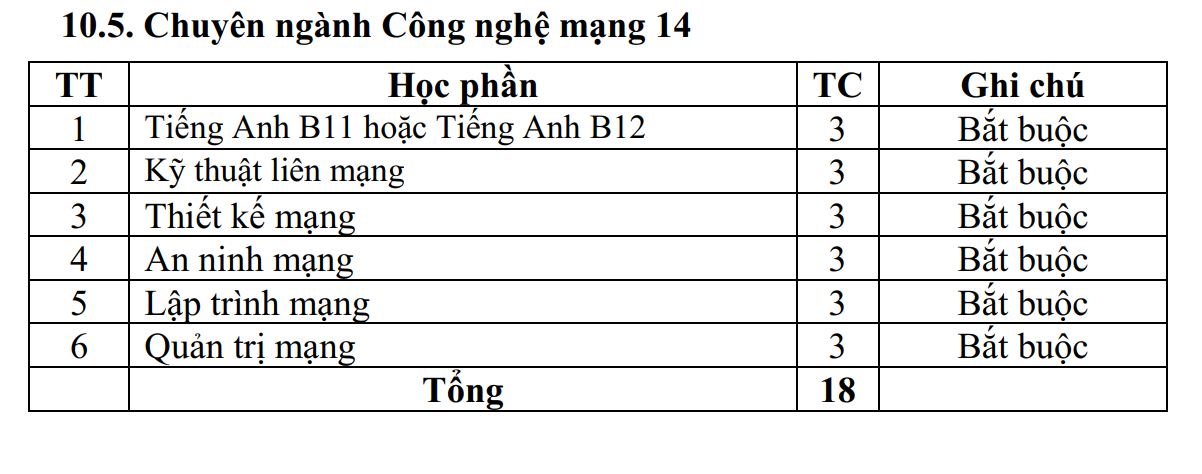 10.5. Chuyên ngành Công nghệ mạng 14
TT Học phần TC Ghi chú
1 Tiếng Anh B11 hoặc Tiếng Anh B12 3 Bắt buộc
2 Kỹ thuật liên mạng 3 Bắt buộc
3 Thiết kế mạng 3 Bắt buộc
4 An ninh mạng 3 Bắt buộc
5 Lập trình mạng 3 Bắt buộc
6 Quản trị mạng 3 Bắt buộc
Tổng 18